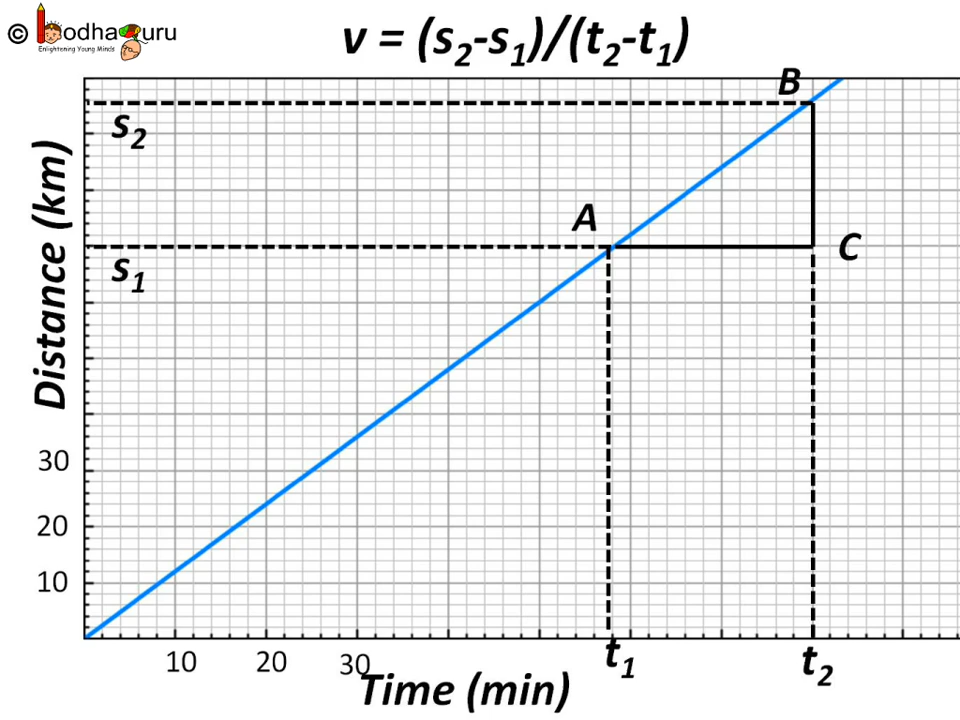 © BodhaGuru
Enlightening Young Minds
v = (s₂-s₁)/(t₂-t₁)
B
s₂
A
s₁
C
Distance (km)
30
20
10
10 20 30
t₁
t₂
Time (min)